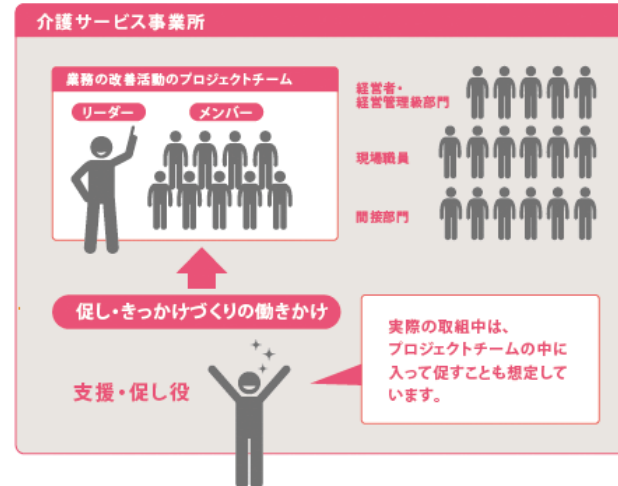 介護サービス事業所
業務の改善活動のプロジェクトチーム
リーダー
メンバー
経営者・
経営管理級部門
現場職員
間接部門
促し・きっかけづくりの働きかけ
支援・促し役
実際の取組中は、
プロジェクトチームの中に
入って促すことも想定して
います。